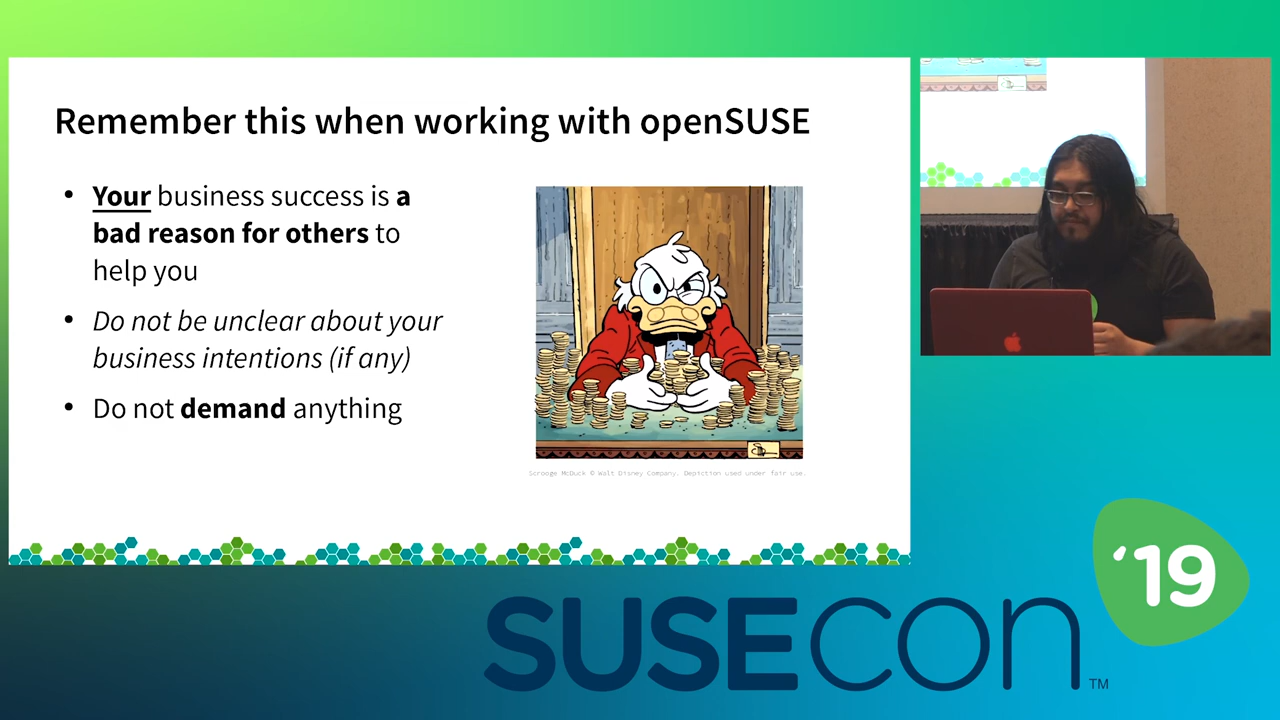 Remember this when working with openSUSE
• Your business success is a
bad reason for others to
help you
• Do not be unclear about your
business intentions (if any)
• Do not demand anything
Scrooge McDuck © Walt Disney Company. Depiction used under fair use.
‘19
SUSECON™